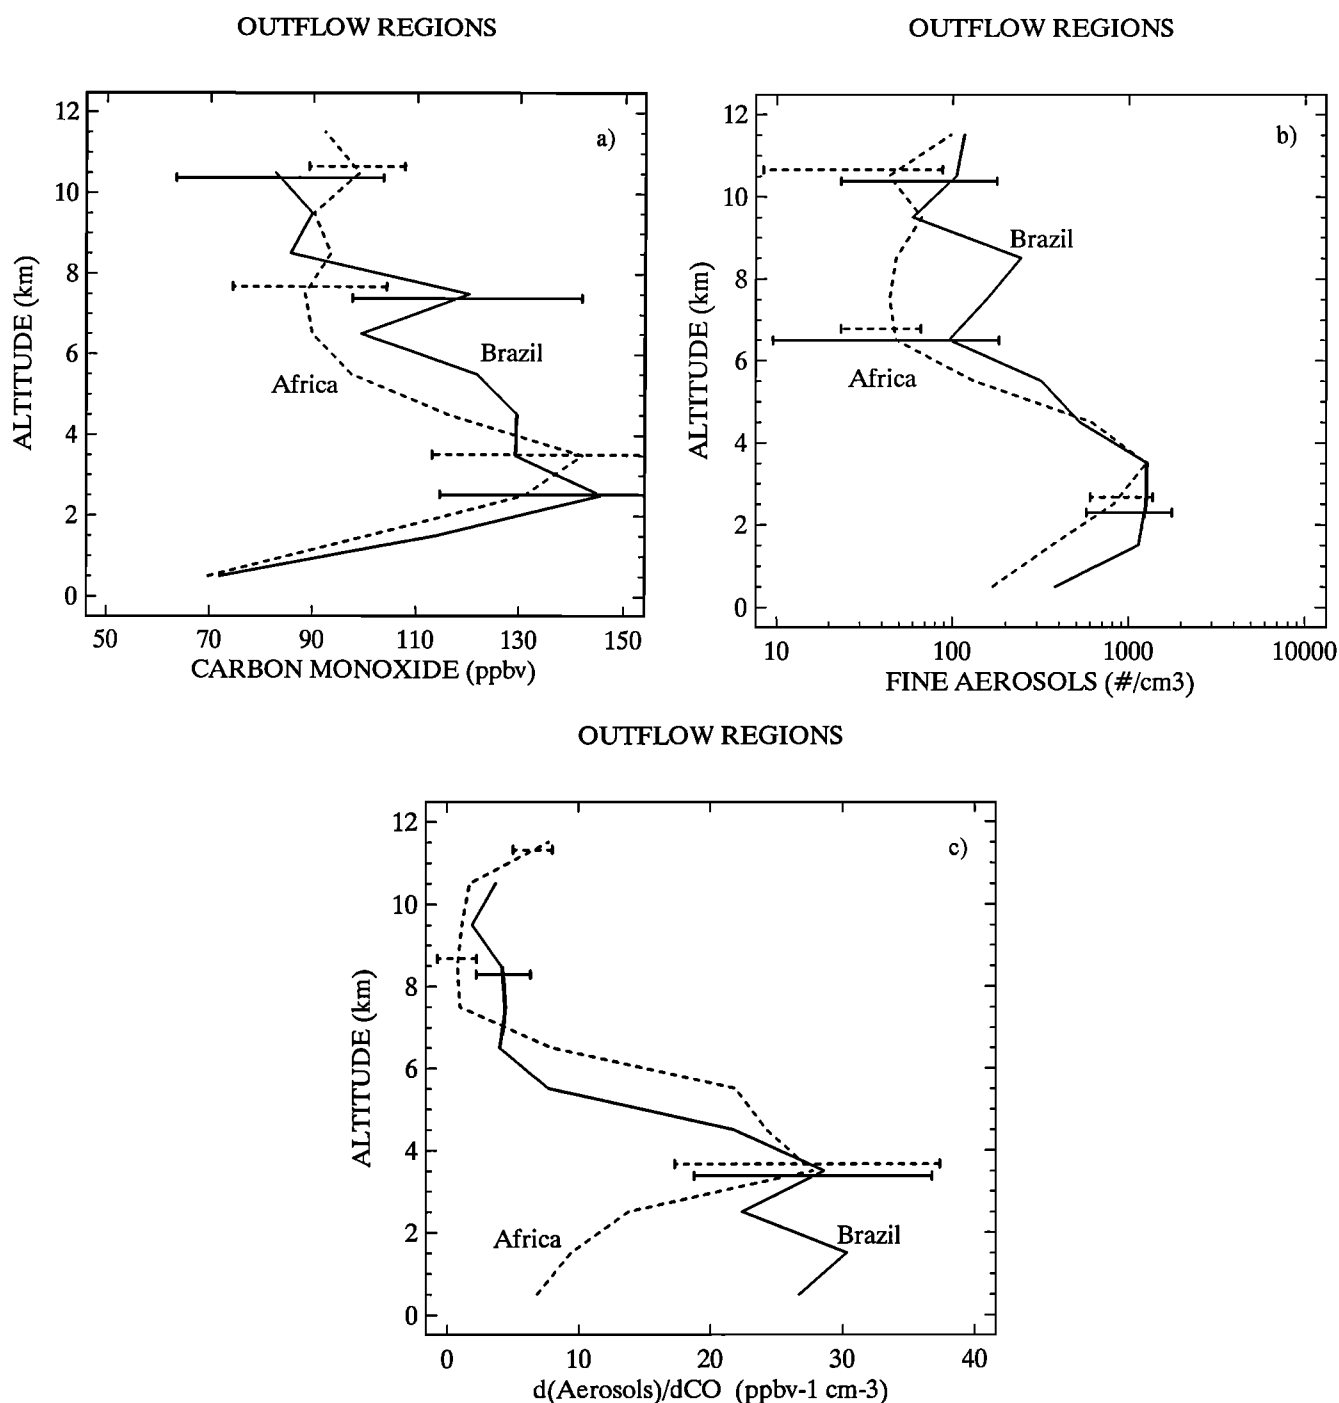 OUTFLOW REGIONS
a)
12
10
8
6
4
2
0
ALTITUDE (km)
Brazil
Africa
50 70 90 110 130 150
CARBON MONOXIDE (ppbv)
OUTFLOW REGIONS
b)
12
10
8
6
4
2
0
ALTITUDE (km)
Brazil
Africa
10 100 1000 10000
FINE AEROSOLS (#/cm3)
OUTFLOW REGIONS
c)
12
10
8
6
4
2
0
ALTITUDE (km)
Africa
Brazil
0 10 20 30 40
d(Aerosols)/dCO (ppbv-1 cm-3)